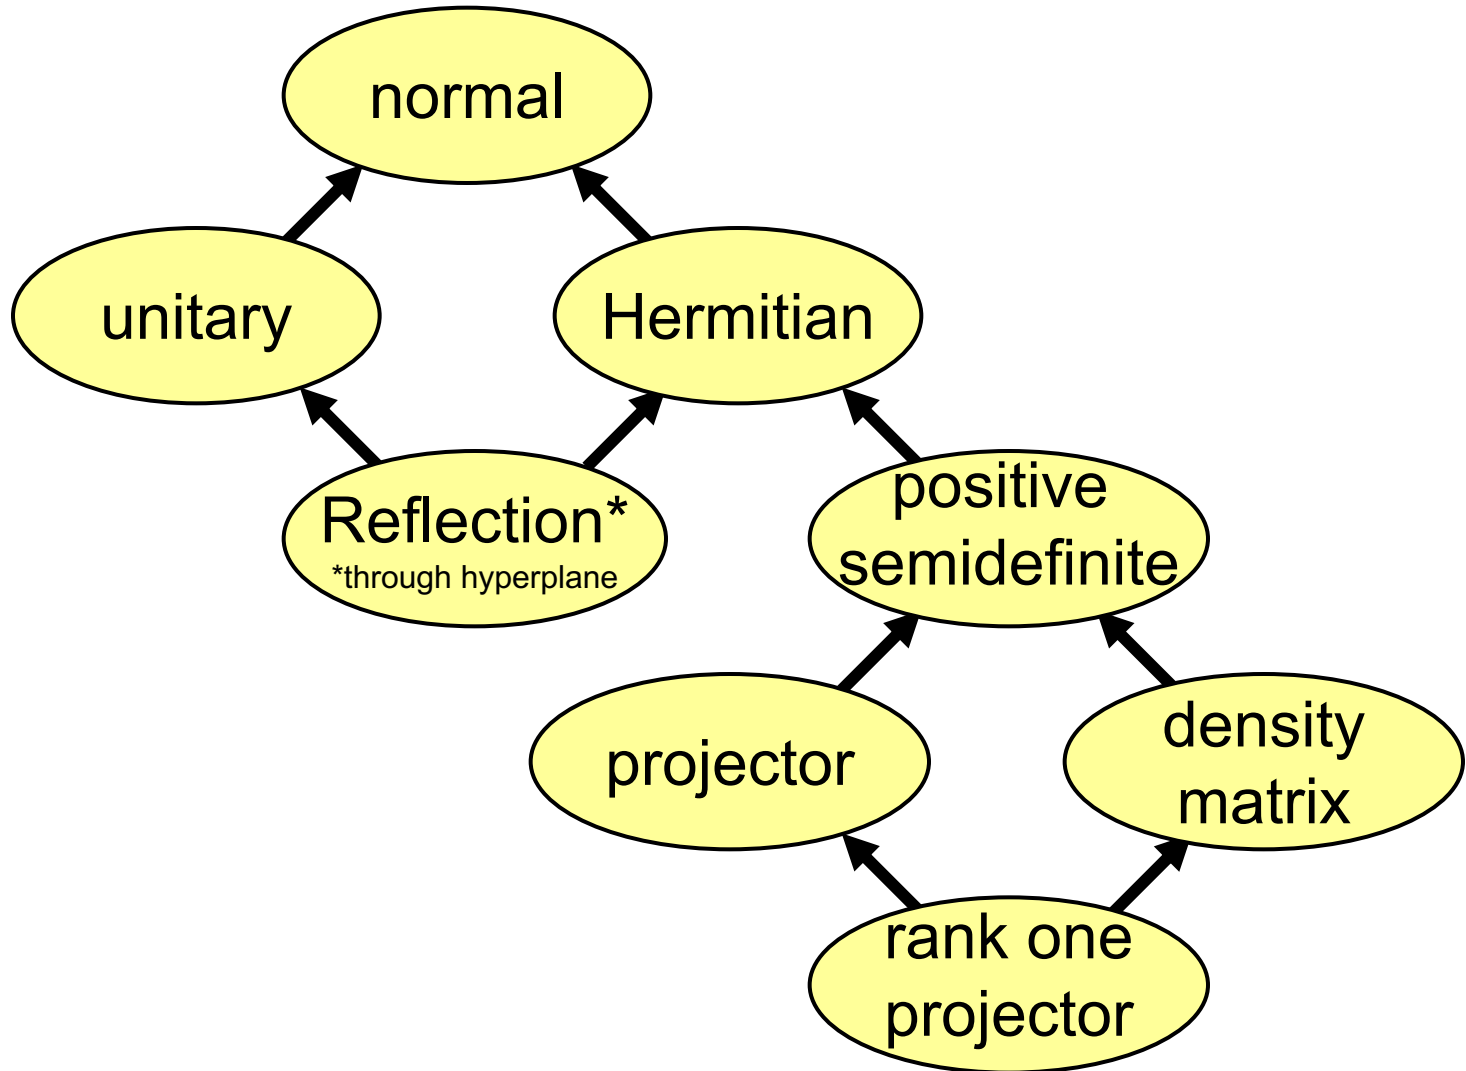 normal
unitary
Hermitian
Reflection*
*through hyperplane
positive
semidefinite
projector
density
matrix
rank one
projector